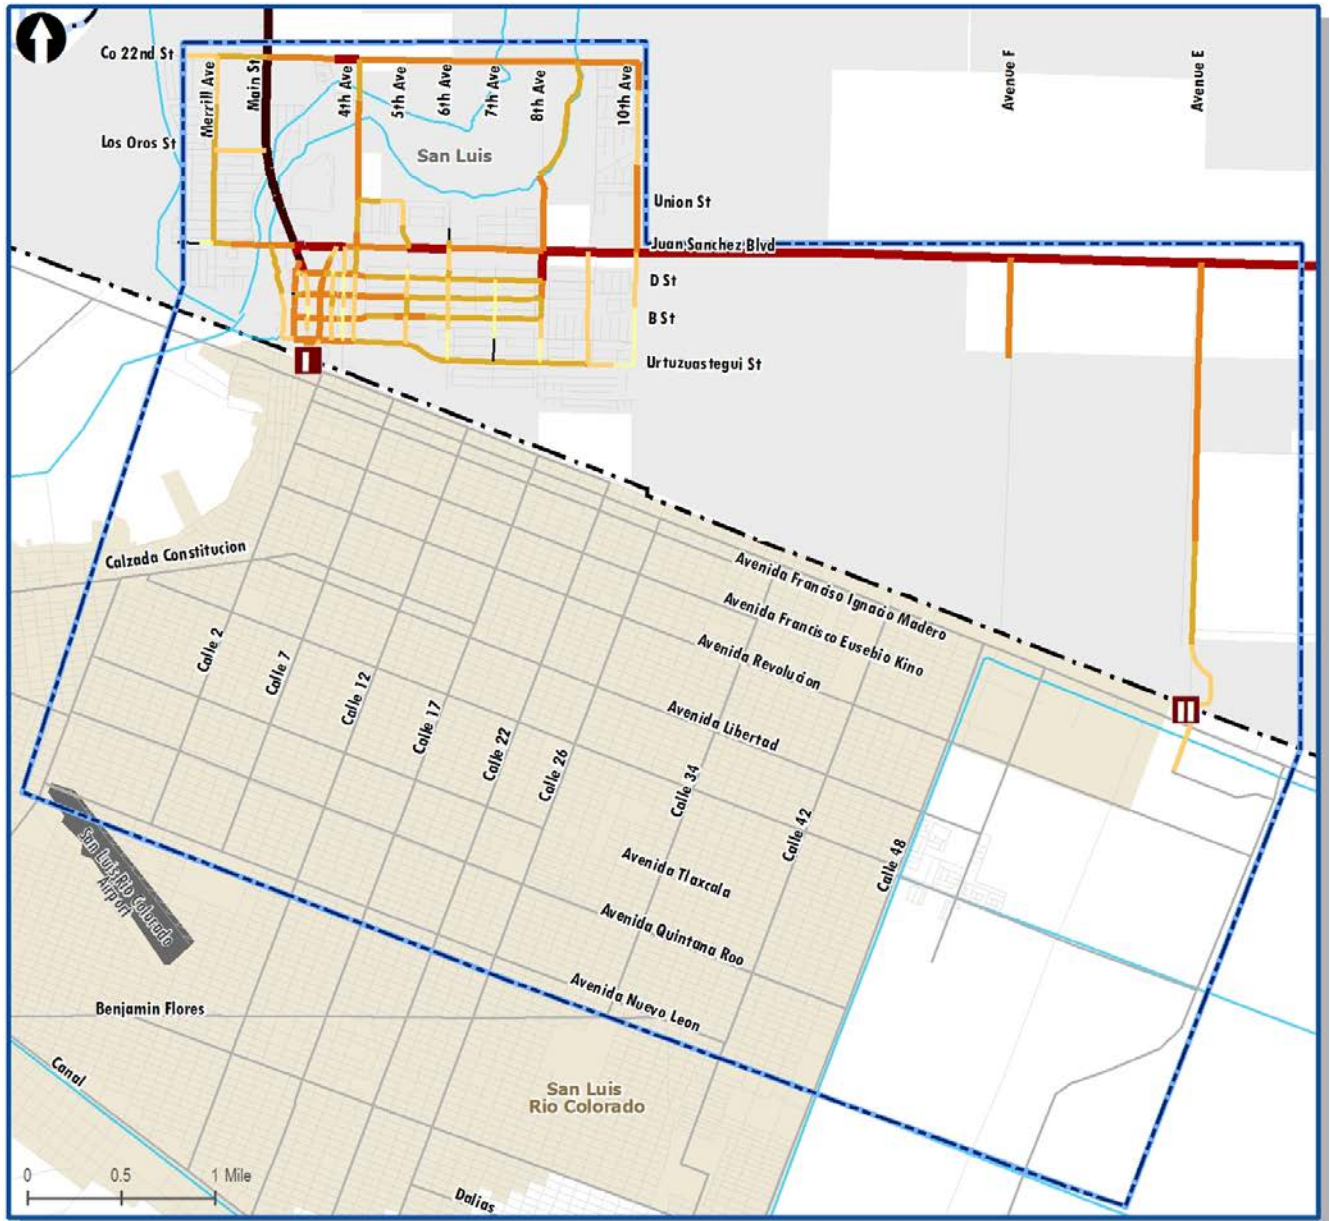 Co 22nd St
Merrill Ave
Main St
4th Ave
5th Ave
6th Ave
7th Ave
8th Ave
10th Ave
Avenue F
Avenue E
Los Oros St
San Luis
Union St
Juan Sanchez Blvd
D St
B St
Urtuzuastegui St
I
Calzada Constitucion
Avenida Franciso Ignacio Madero
Avenida Francisco Eusebio Kino
Avenida Revolucion
Avenida Libertad
Calle 2
Calle 7
Calle 12
Calle 17
Calle 22
Calle 26
Calle 34
Calle 42
Calle 48
II
Avenida Tlaxcala
Avenida Quintana Roo
Avenida Nuevo Leon
San Luis Rio Colorado
Airport
Benjamin Flores
Canal
San Luis
Rio Colorado
0 0.5 1 Mile
Dalias